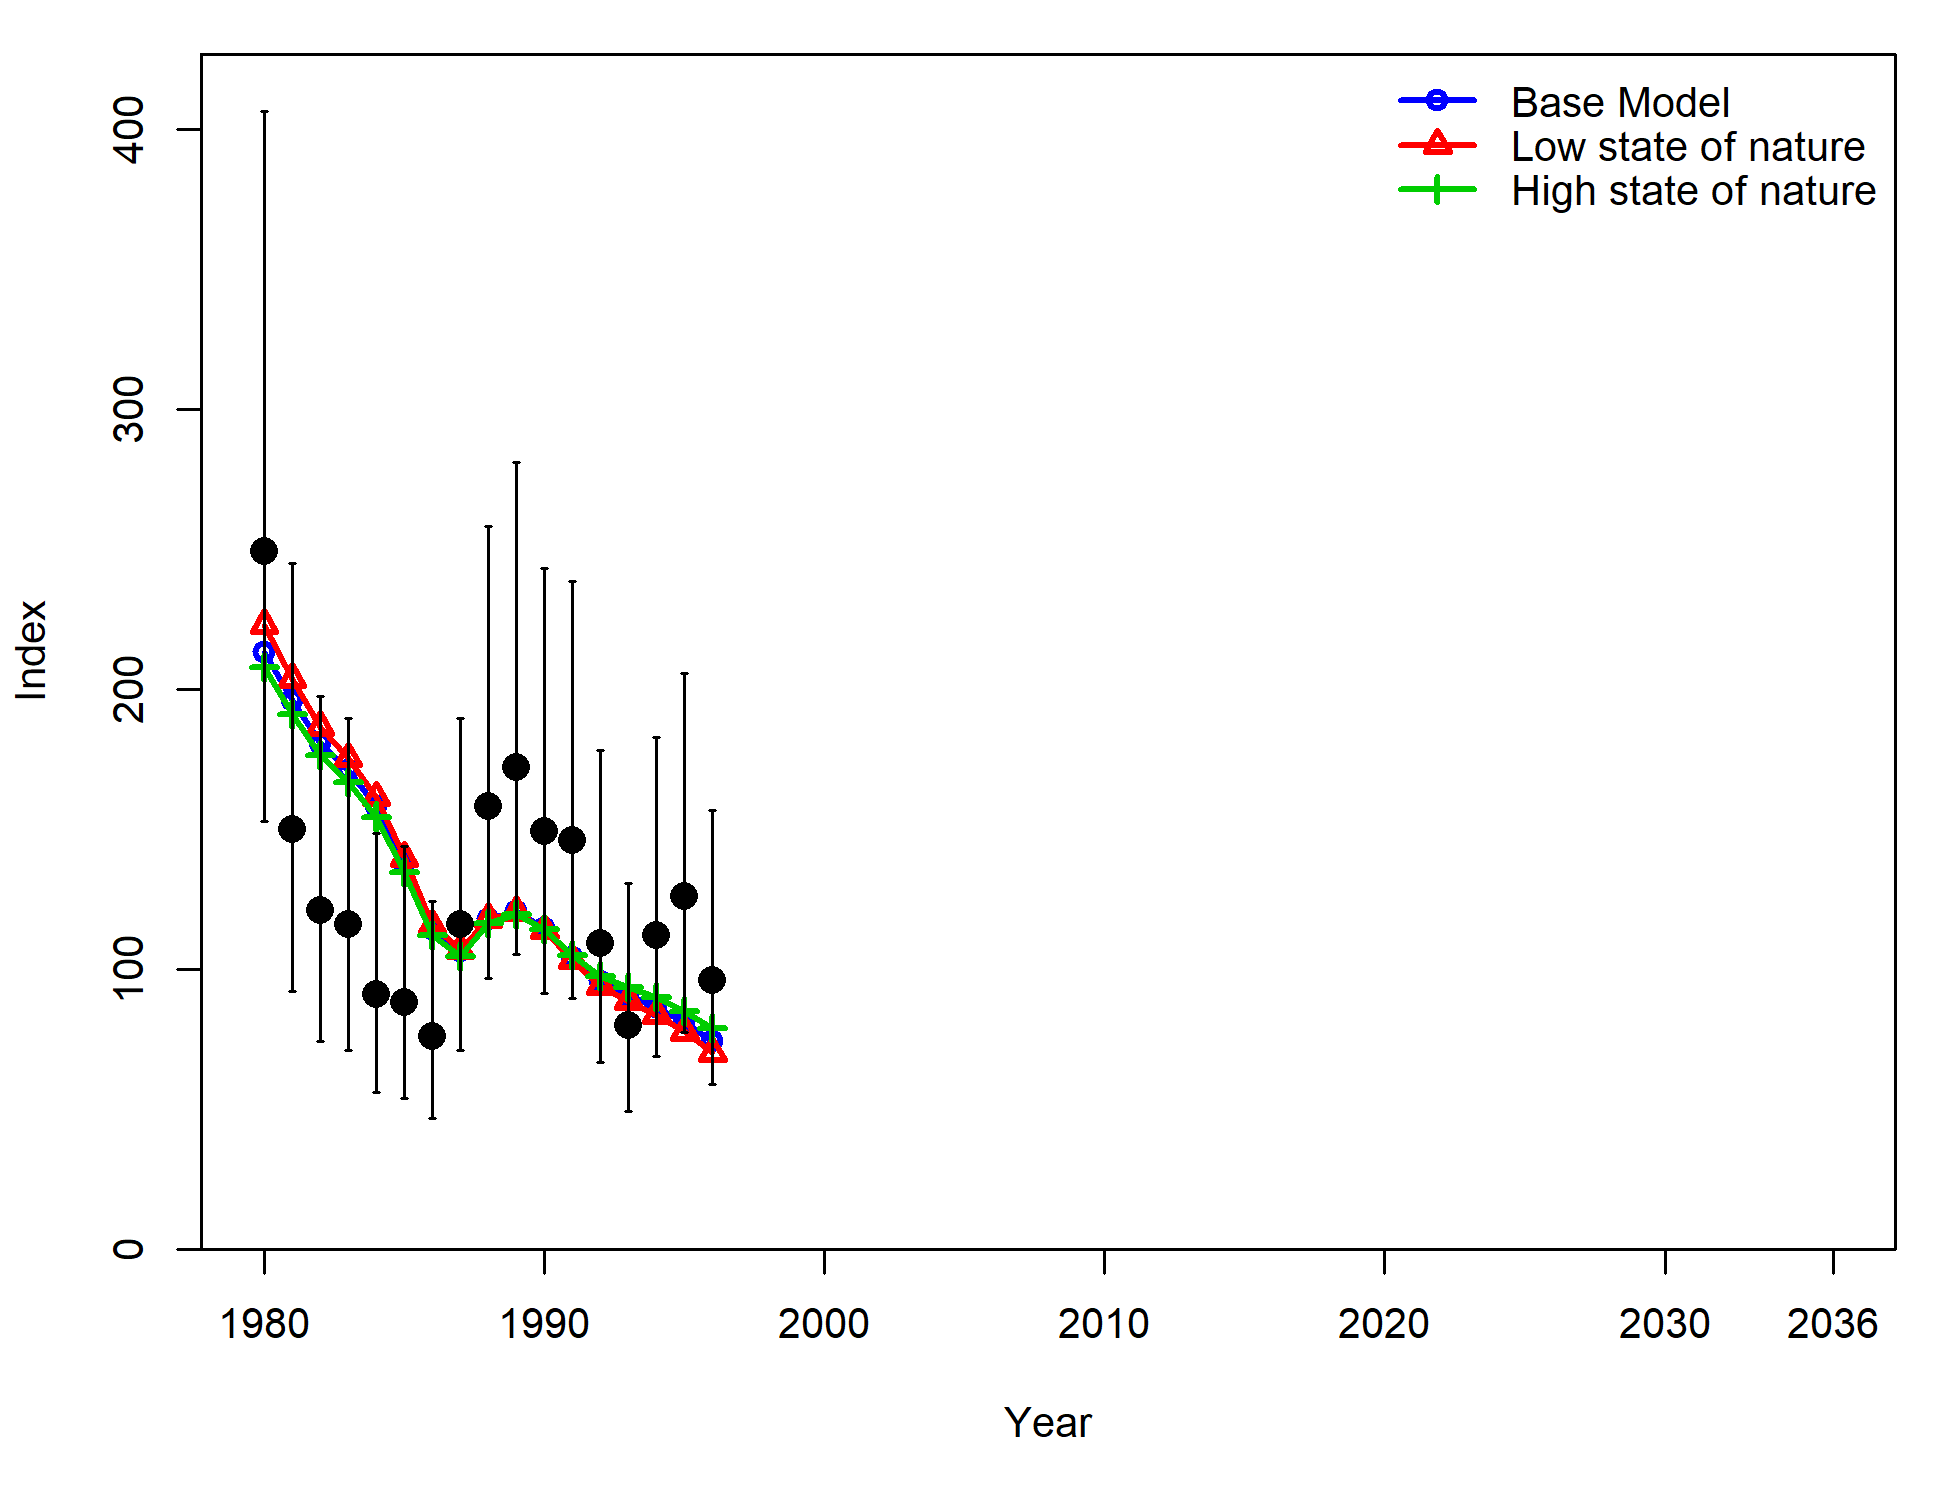 Base Model
Low state of nature
High state of nature
400
300
200
100
0
Index
1980 1990 2000 2010 2020 2030 2036
Year